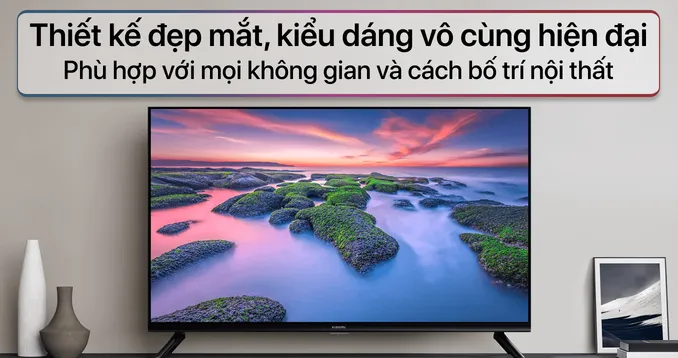 Thiết kế đẹp mắt, kiểu dáng vô cùng hiện đại
Phù hợp với mọi không gian và cách bố trí nội thất